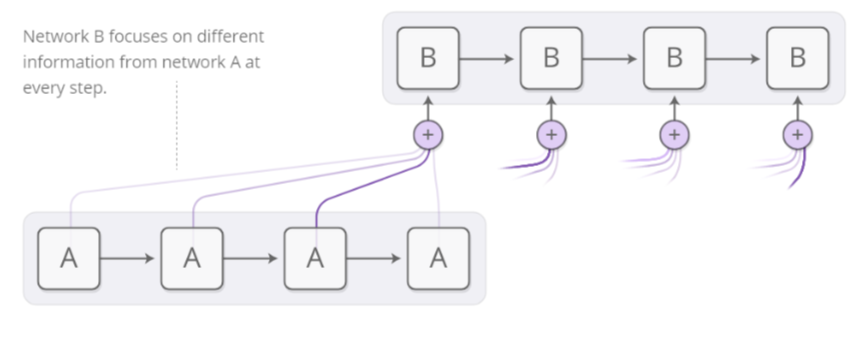 Network B focuses on different
information from network A at
every step.
B B B B
+ + + +
A A A A